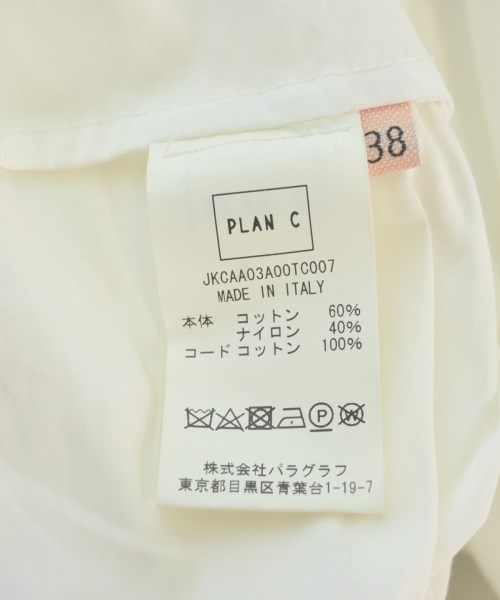 38
PLAN C
JKCAA03A00TC007
MADE IN ITALY
本体 コットン 60%
ナイロン 40%
コード コットン 100%
P
W
株式会社パラグラフ
東京都目黒区青葉台1-19-7